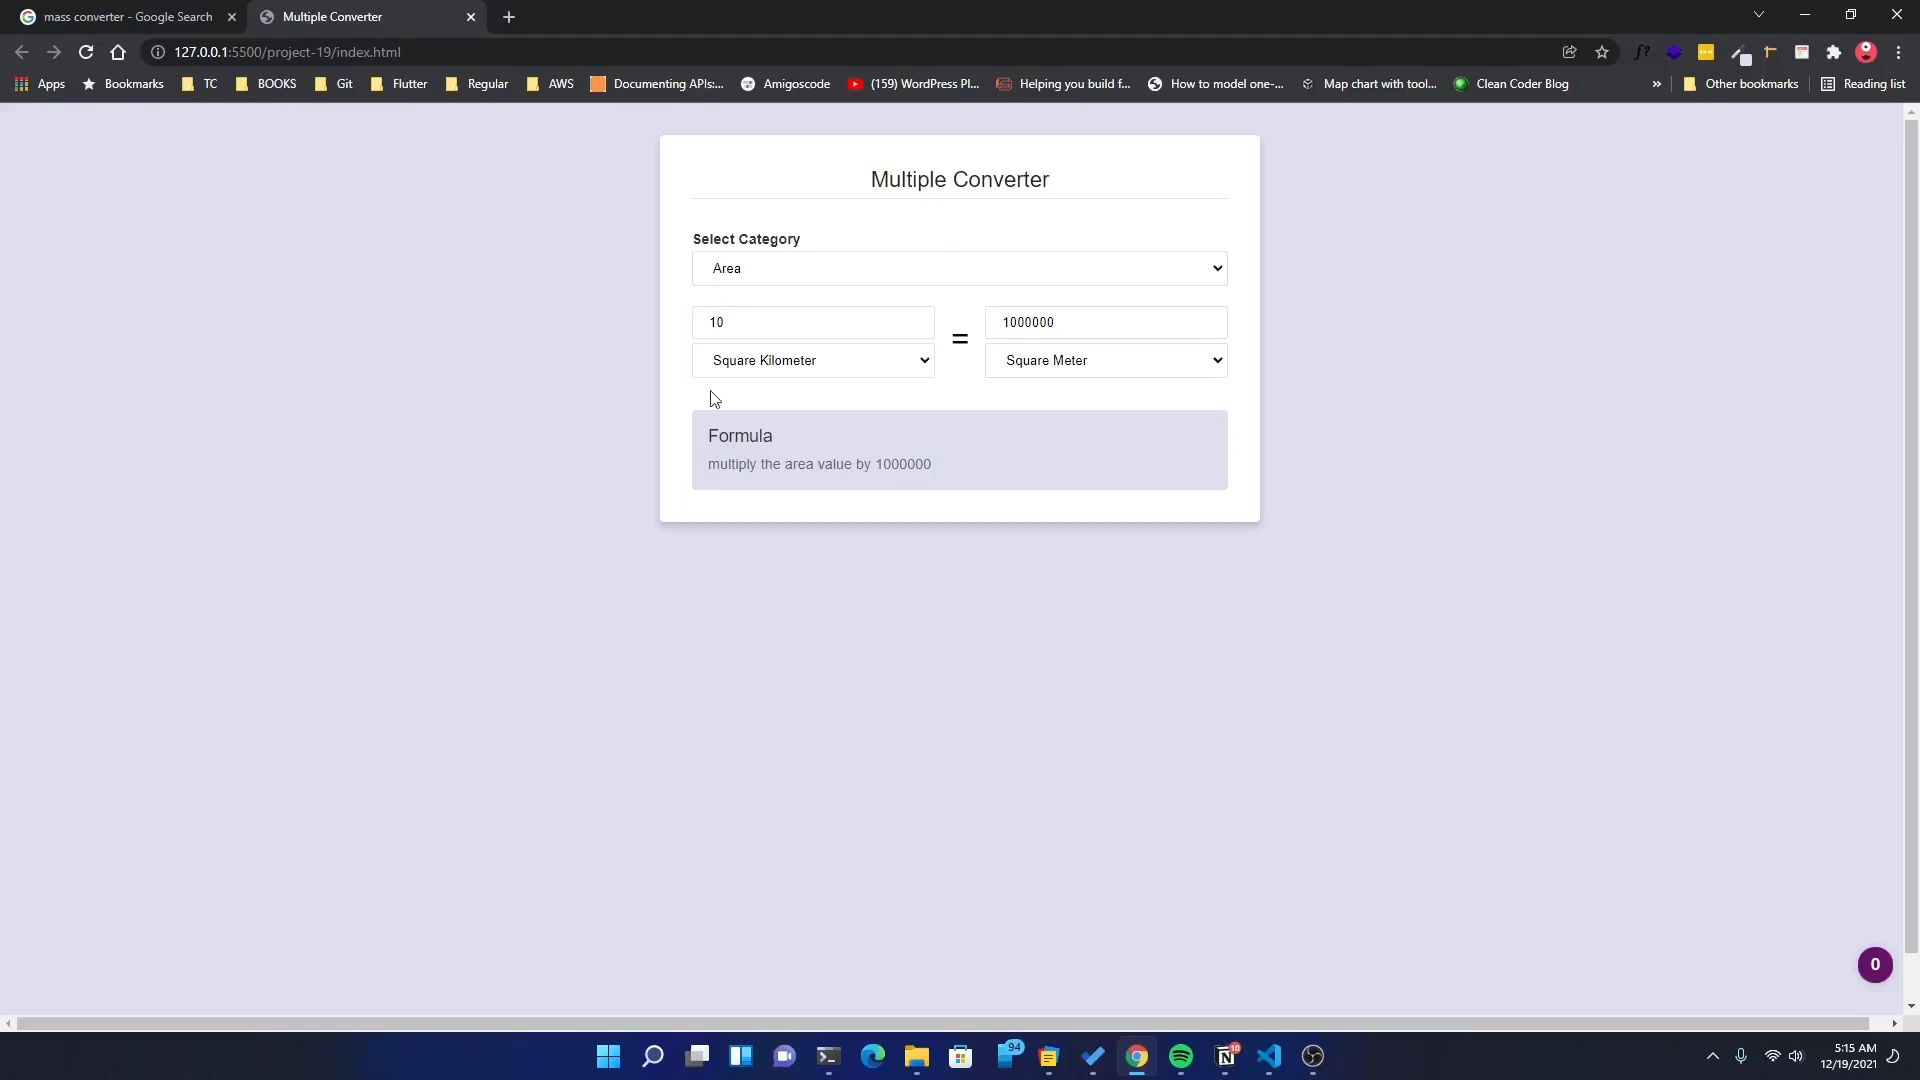 mass converter - Google Search
Multiple Converter
127.0.0.1:5500/project-19/index.html
Apps
Bookmarks
TC
BOOKS
Git
Flutter
Regular
AWS
Documenting APIs:...
Amigoscode
(159) WordPress Pl...
Helping you build f...
How to model one-...
Map chart with tool...
Clean Coder Blog
»
Other bookmarks
Reading list
Multiple Converter
Select Category
Area
10
=
1000000
Square Kilometer
Square Meter
Formula
multiply the area value by 1000000
0
94
10
5:15 AM
12/19/2021